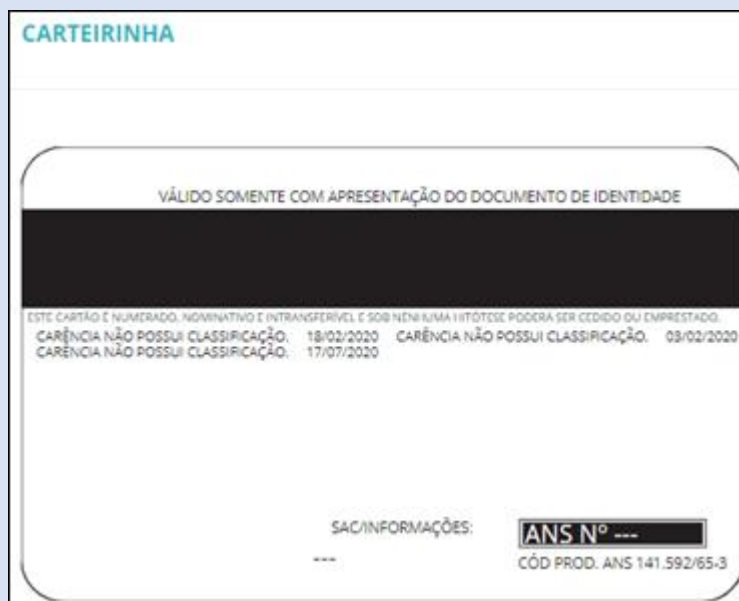 CARTEIRINHA
VÁLIDO SOMENTE COM APRESENTAÇÃO DO DOCUMENTO DE IDENTIDADE
ESTE CARTÃO É NUMERADO, NOMINATIVO E INTRANSFERÍVEL E SOB NENHUMA HITÓTESE PODERÁ SER CEDIDO OU EMPRESTADO.
CARÊNCIA NÃO POSSUI CLASSIFICAÇÃO. 18/02/2020 CARÊNCIA NÃO POSSUI CLASSIFICAÇÃO. 03/02/2020
CARÊNCIA NÃO POSSUI CLASSIFICAÇÃO. 17/07/2020
SAC/INFORMAÇÕES:
---
ANS Nº ---
CÓD PROD. ANS 141.592/65-3